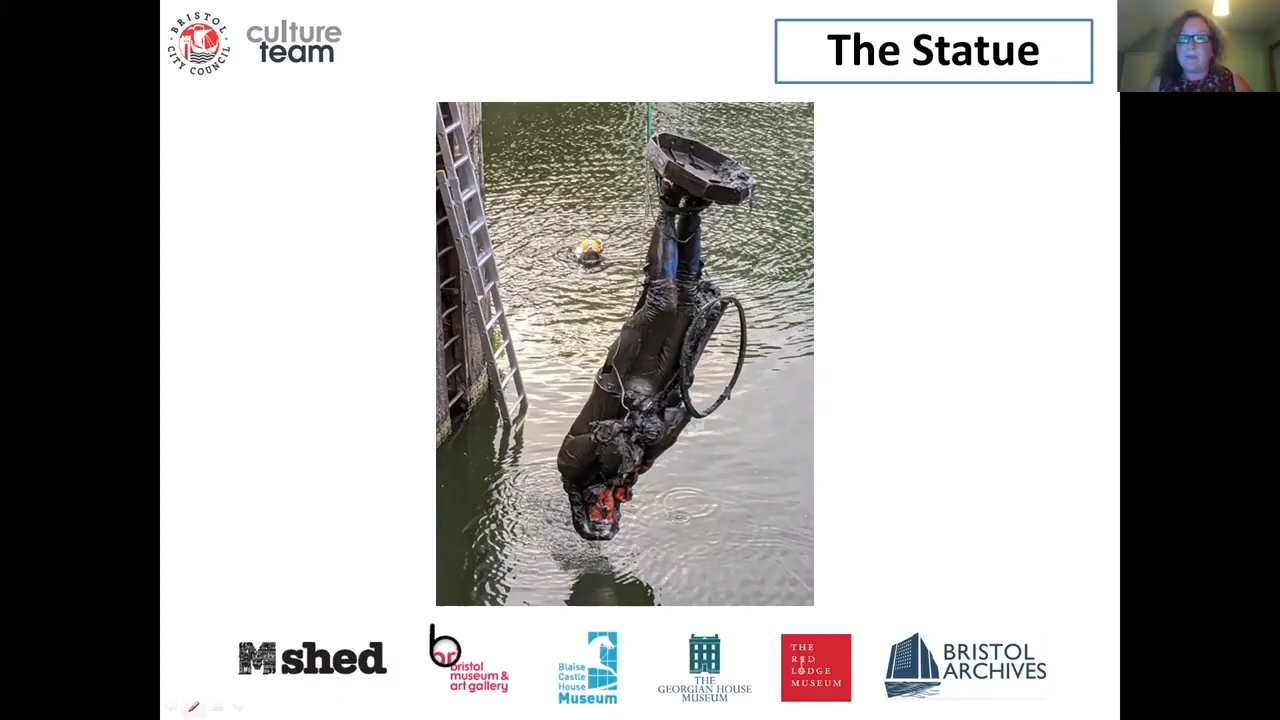 BRISTOL
CITY COUNCIL
culture
team
The Statue
M shed
br
bristol
museum &
art gallery
Blaise
Castle
House
Museum
THE
GEORGIAN HOUSE
MUSEUM
THE
RED
LODGE
MUSEUM
BRISTOL
ARCHIVES